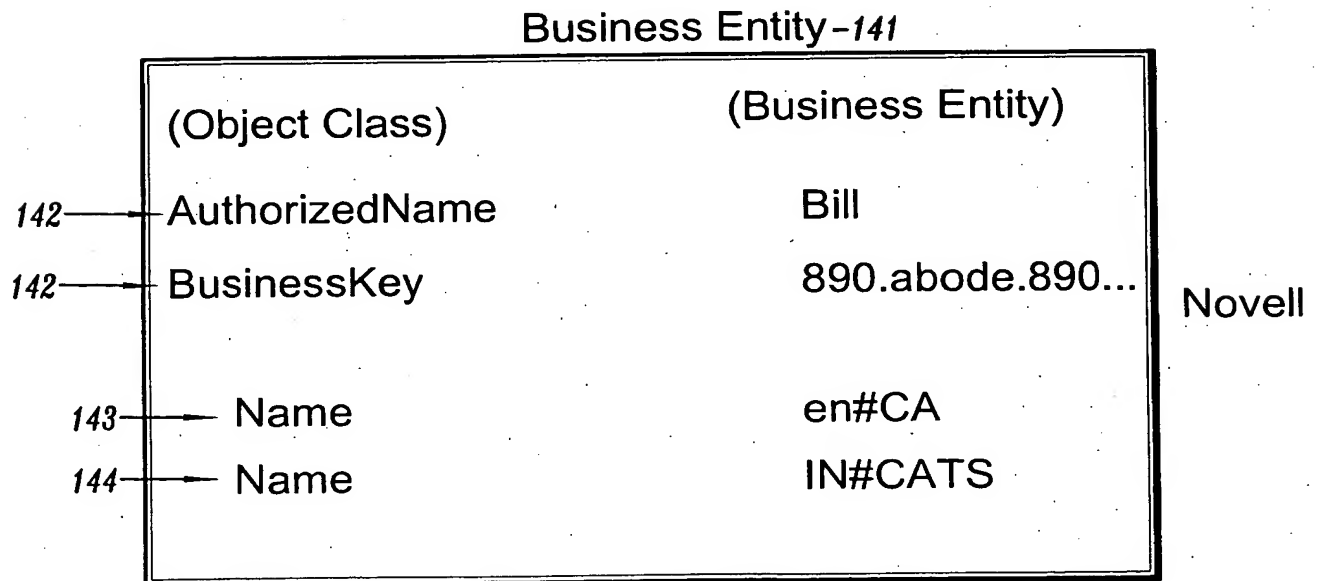 Business Entity-141
(Object Class) (Business Entity)
142 AuthorizedName Bill
142 BusinessKey 890.abode.890...
Novell
143 Name en#CA
144 Name IN#CATS